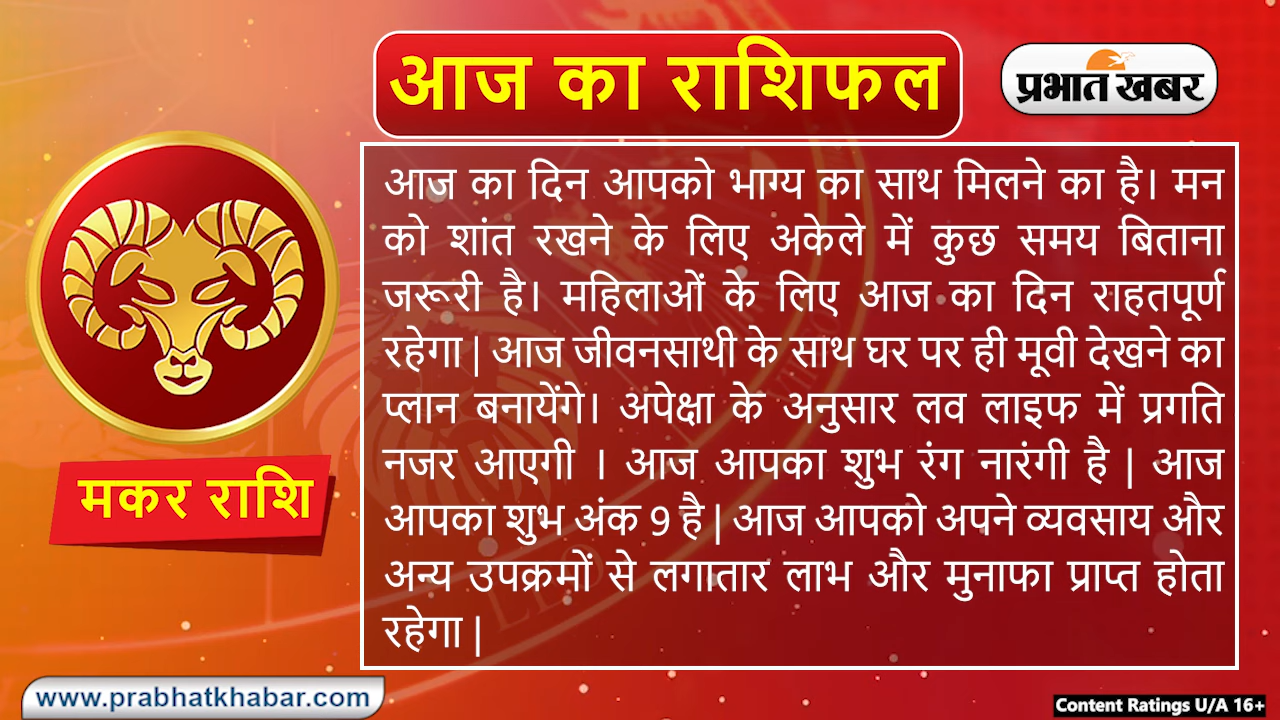 आज का राशिफल
प्रभात खबर
आज का दिन आपको भाग्य का साथ मिलने का है। मन
को शांत रखने के लिए अकेले में कुछ समय बिताना
जरूरी है। महिलाओं के लिए आज का दिन राहतपूर्ण
रहेगा | आज जीवनसाथी के साथ घर पर ही मूवी देखने का
प्लान बनायेंगे। अपेक्षा के अनुसार लव लाइफ में प्रगति
नजर आएगी । आज आपका शुभ रंग नारंगी है | आज
आपका शुभ अंक 9 है | आज आपको अपने व्यवसाय और
अन्य उपक्रमों से लगातार लाभ और मुनाफा प्राप्त होता
रहेगा |
मकर राशि
www.prabhatkhabar.com
Content Ratings U/A 16+